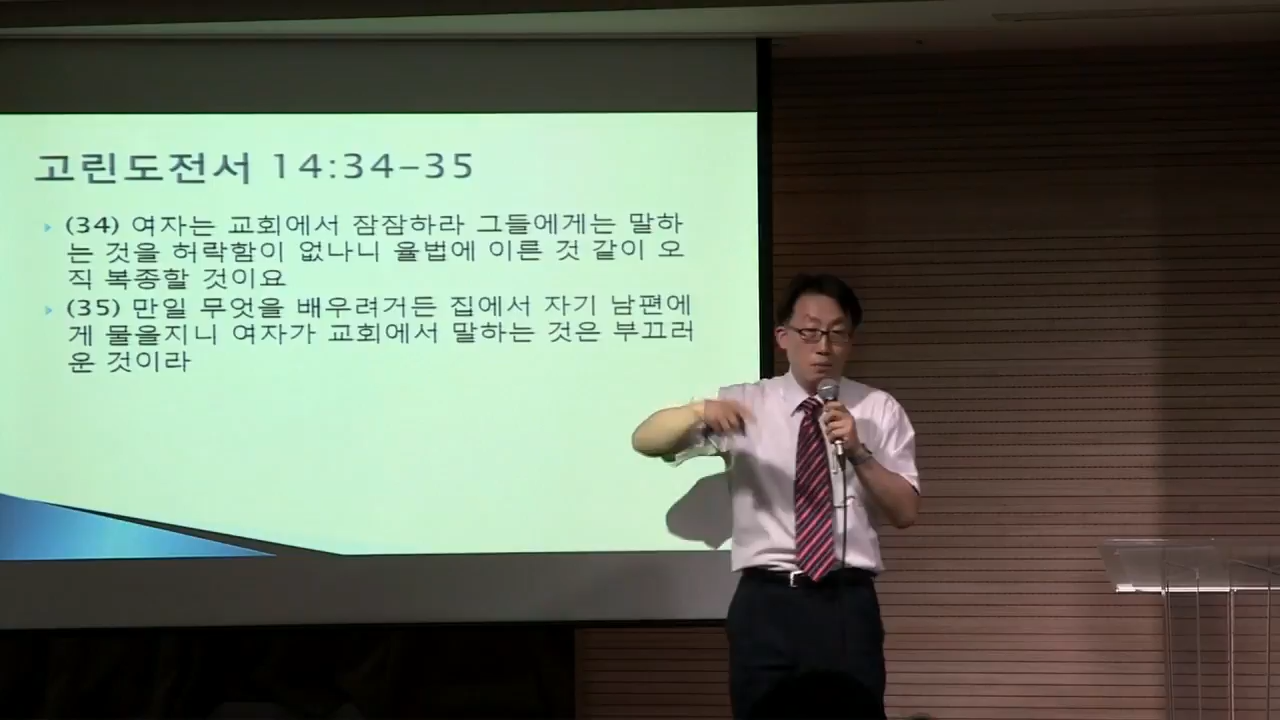 고린도전서 14:34-35
(34) 여자는 교회에서 잠잠하라 그들에게는 말하
는 것을 허락함이 없나니 율법에 이른 것 같이 오
직 복종할 것이요
(35) 만일 무엇을 배우려거든 집에서 자기 남편에
게 물을지니 여자가 교회에서 말하는 것은 부끄러
운 것이라